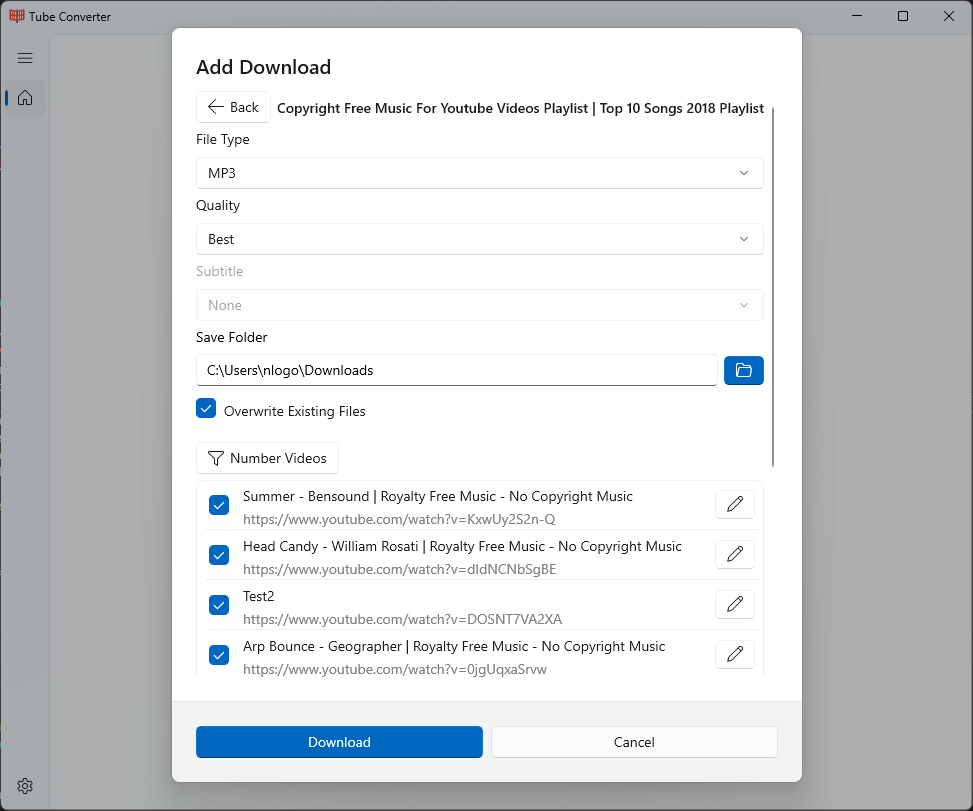 Tube Converter
Add Download
Back
Copyright Free Music For Youtube Videos Playlist | Top 10 Songs 2018 Playlist
File Type
MP3
Quality
Best
Subtitle
None
Save Folder
C:\Users\nlogo\Downloads
Overwrite Existing Files
Number Videos
Summer - Bensound | Royalty Free Music - No Copyright Music
https://www.youtube.com/watch?v=KxwUy2S2n-Q
Head Candy - William Rosati | Royalty Free Music - No Copyright Music
https://www.youtube.com/watch?v=dIdNCNbSgBE
Test2
https://www.youtube.com/watch?v=DOSNT7VA2XA
Arp Bounce - Geographer | Royalty Free Music - No Copyright Music
https://www.youtube.com/watch?v=0jgUqxaSrvw
Download
Cancel